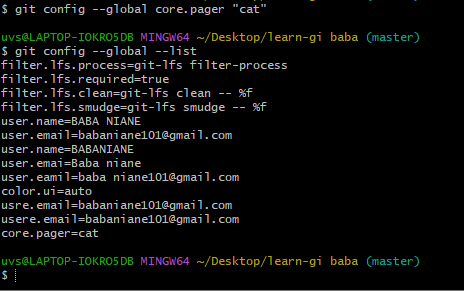 $ git config --global core.pager "cat"
uvs@LAPTOP-IOKRO5DB MINGW64 ~/Desktop/learn-gi baba (master)
$ git config --global --list
filter.lfs.process=git-lfs filter-process
filter.lfs.required=true
filter.lfs.clean=git-lfs clean -- %f
filter.lfs.smudge=git-lfs smudge -- %f
user.name=BABA NIANE
user.email=babaniane101@gmail.com
user.name=BABANIANE
user.emai=Baba niane
user.eamil=baba niane101@gmail.com
color.ui=auto
usre.email=babaniane101@gmail.com
usere.email=babaniane101@gmail.com
core.pager=cat
uvs@LAPTOP-IOKRO5DB MINGW64 ~/Desktop/learn-gi baba (master)
$